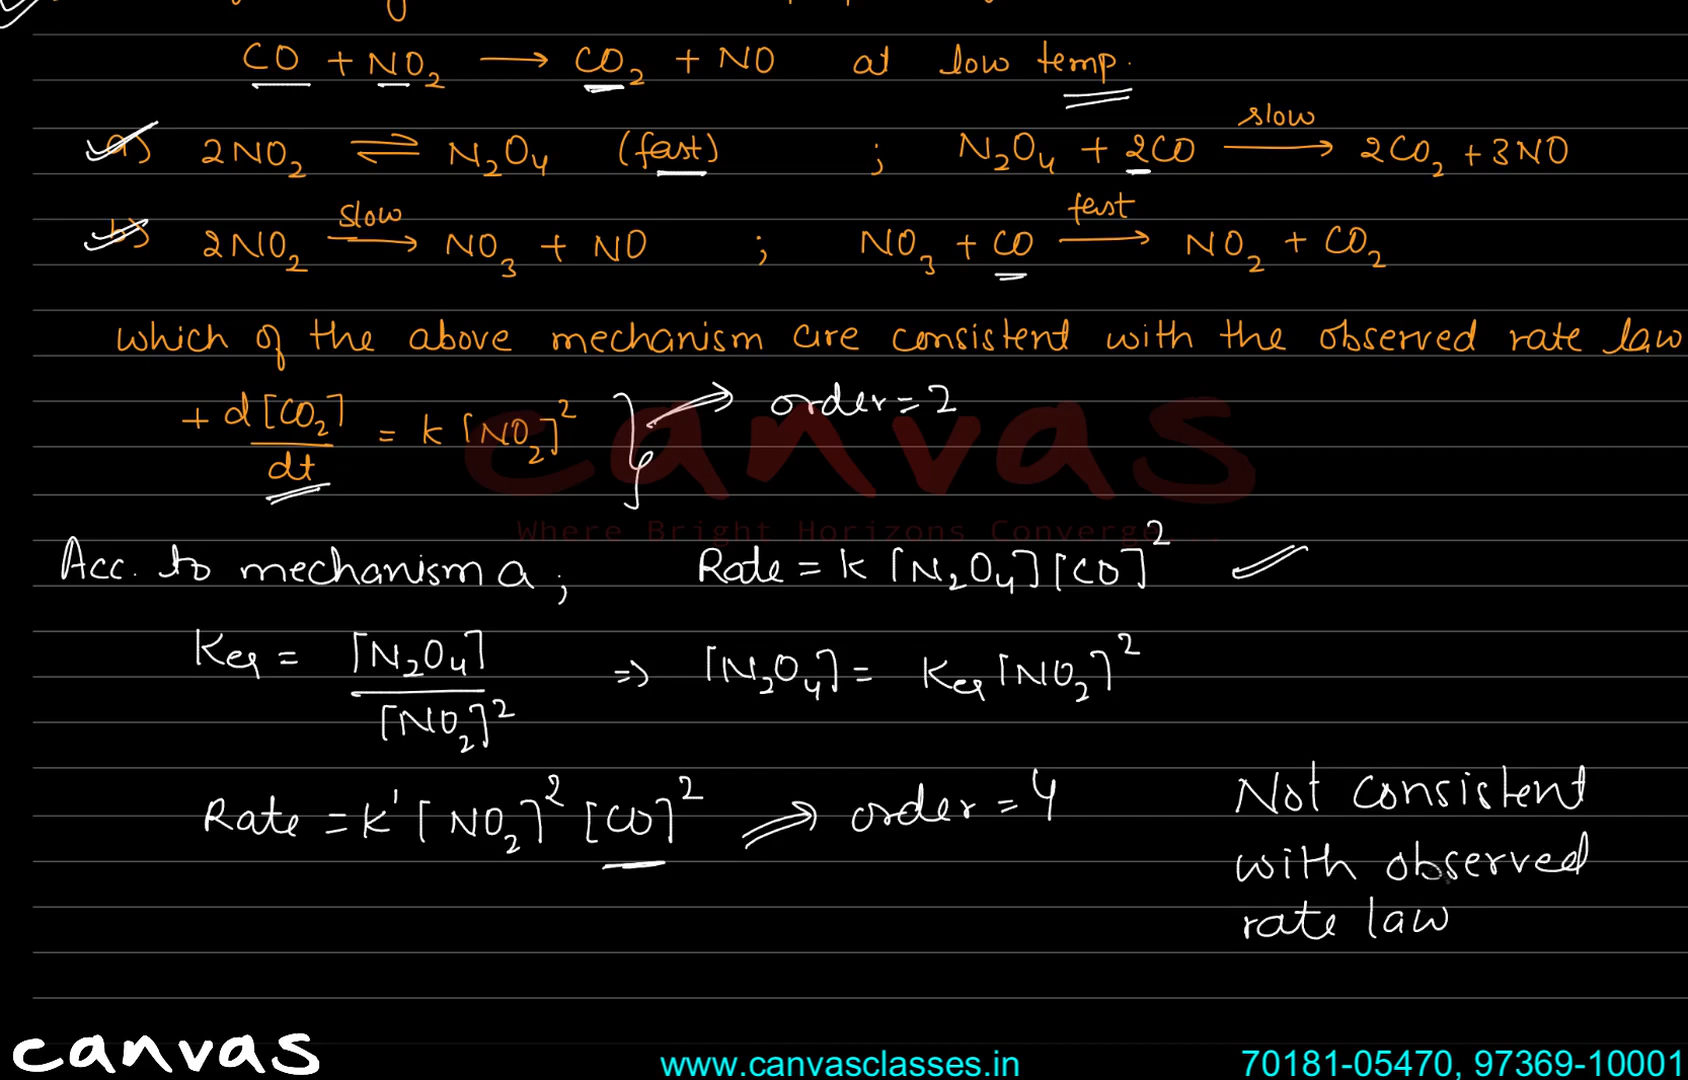 CO + NO₂ → CO₂ + NO at low temp.
a) 2NO₂ ⇌ N₂O₄ (fast) ; N₂O₄ + 2CO slow→ 2CO₂ + 3NO
b) 2NO₂ slow→ NO₃ + NO ; NO₃ + CO fast→ NO₂ + CO₂
which of the above mechanism are consistent with the observed rate law
+ d[CO₂]/dt = k [NO₂]² } ⇒ order = 2
canvas
Where Bright Horizons Converge...
Acc. to mechanism a ; Rate = k [N₂O₄][CO]²
Keq = [N₂O₄]/[NO₂]² ⇒ [N₂O₄] = Keq [NO₂]²
Rate = k' [NO₂]² [CO]² ⇒ order = 4
Not consistent
with observed
rate law
canvas
www.canvasclasses.in
70181-05470, 97369-10001